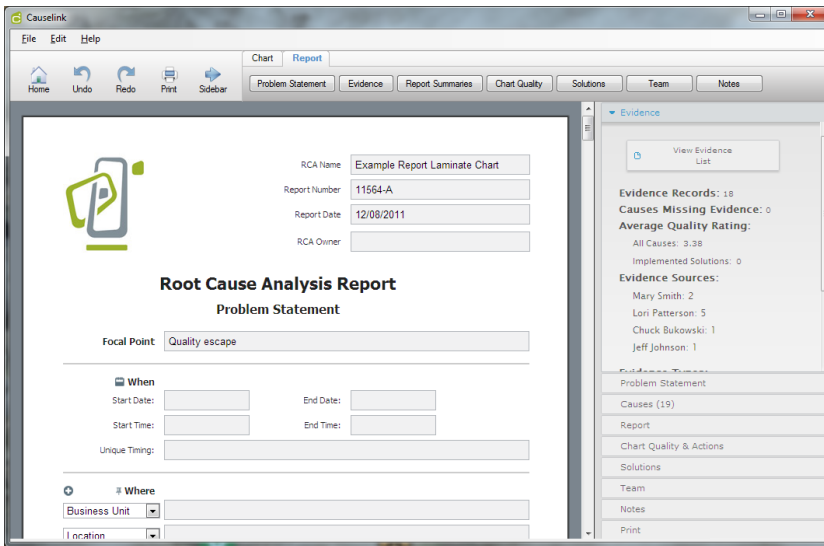 Causelink
File Edit Help
Chart Report
Home Undo Redo Print Sidebar
Problem Statement Evidence Report Summaries Chart Quality Solutions Team Notes
RCA Name Example Report Laminate Chart
Report Number 11564-A
Report Date 12/08/2011
RCA Owner
Root Cause Analysis Report
Problem Statement
Focal Point Quality escape
When
Start Date: End Date:
Start Time: End Time:
Unique Timing:
Where
Business Unit
Location
Evidence
View Evidence
List
Evidence Records: 18
Causes Missing Evidence: 0
Average Quality Rating:
All Causes: 3.38
Implemented Solutions: 0
Evidence Sources:
Mary Smith: 2
Lori Patterson: 5
Chuck Bukowski: 1
Jeff Johnson: 1
Evidence Types:
Problem Statement
Causes (19)
Report
Chart Quality & Actions
Solutions
Team
Notes
Print